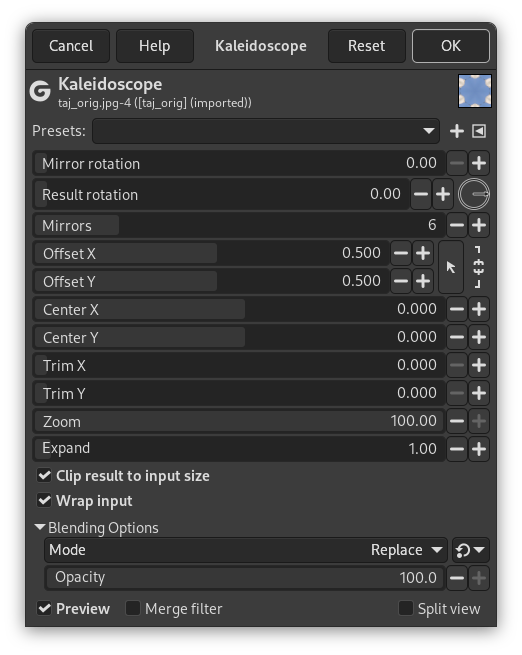 Cancel Help Kaleidoscope Reset OK
Kaleidoscope
taj_orig.jpg-4 ([taj_orig] (imported))
Presets:
Mirror rotation 0.00
Result rotation 0.00
Mirrors 6
Offset X 0.500
Offset Y 0.500
Center X 0.000
Center Y 0.000
Trim X 0.000
Trim Y 0.000
Zoom 100.00
Expand 1.00
Clip result to input size
Wrap input
Blending Options
Mode Replace
Opacity 100.0
Preview Merge filter Split view